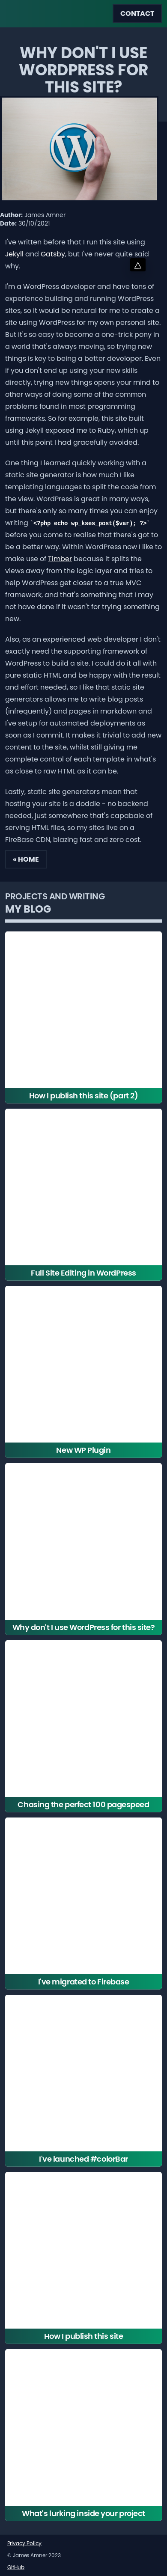 CONTACT
WHY DON'T I USE
WORDPRESS FOR
THIS SITE?
Author: James Amner
Date: 30/10/2021
I've written before that I run this site using
Jekyll and Gatsby, but I've never quite said
why.
I'm a WordPress developer and have tons of
experience building and running WordPress
sites, so it would be natural for me to create a
site using WordPress for my own personal site.
But it's too easy to become stuck in a rut in a
world that's always moving, so trying new
things is key to being a better developer. Even
if you don't end up using your new skills
directly, trying new things opens your mind to
other ways of doing some of the common
problems found in most programming
frameworks. So for example, this site built
using Jekyll exposed me to Ruby, which up
until this point I had gracefully avoided.
One thing I learned quickly working with a
static site generator is how much I like
templating languages to split the code from
the view. WordPress is great in many ways,
but there's only so many times you can enjoy
writing `<?php echo wp_kses_post($var); ?>`
before you come to realise that there's got to
be a better way. Within WordPress now I like to
make use of Timber because it splits the
views away from the logic layer and it tries to
help WordPress get closer to a true MVC
framework, and that's something that I may
not have done if I wasn't for trying something
new.
Also, as an experienced web developer I don't
exactly need the supporting framework of
WordPress to build a site. I could do it all with
pure static HTML and be happy with the result
and effort needed, so I like that static site
generators allows me to write blog posts
(infrequently) and pages in markdown and
I've setup for automated deployments as
soon as I commit. It makes it trivial to add new
content to the site, whilst still giving me
complete control of each template in what's
as close to raw HTML as it can be.
Lastly, static site generators mean that
hosting your site is a doddle - no backend
needed, just somewhere that's capabale of
serving HTML files, so my sites live on a
FireBase CDN, blazing fast and zero cost.
« HOME
PROJECTS AND WRITING
MY BLOG
How I publish this site (part 2)
Full Site Editing in WordPress
New WP Plugin
Why don't I use WordPress for this site?
Chasing the perfect 100 pagespeed
I've migrated to Firebase
I've launched #colorBar
How I publish this site
What's lurking inside your project
Privacy Policy
© James Amner 2023
GitHub